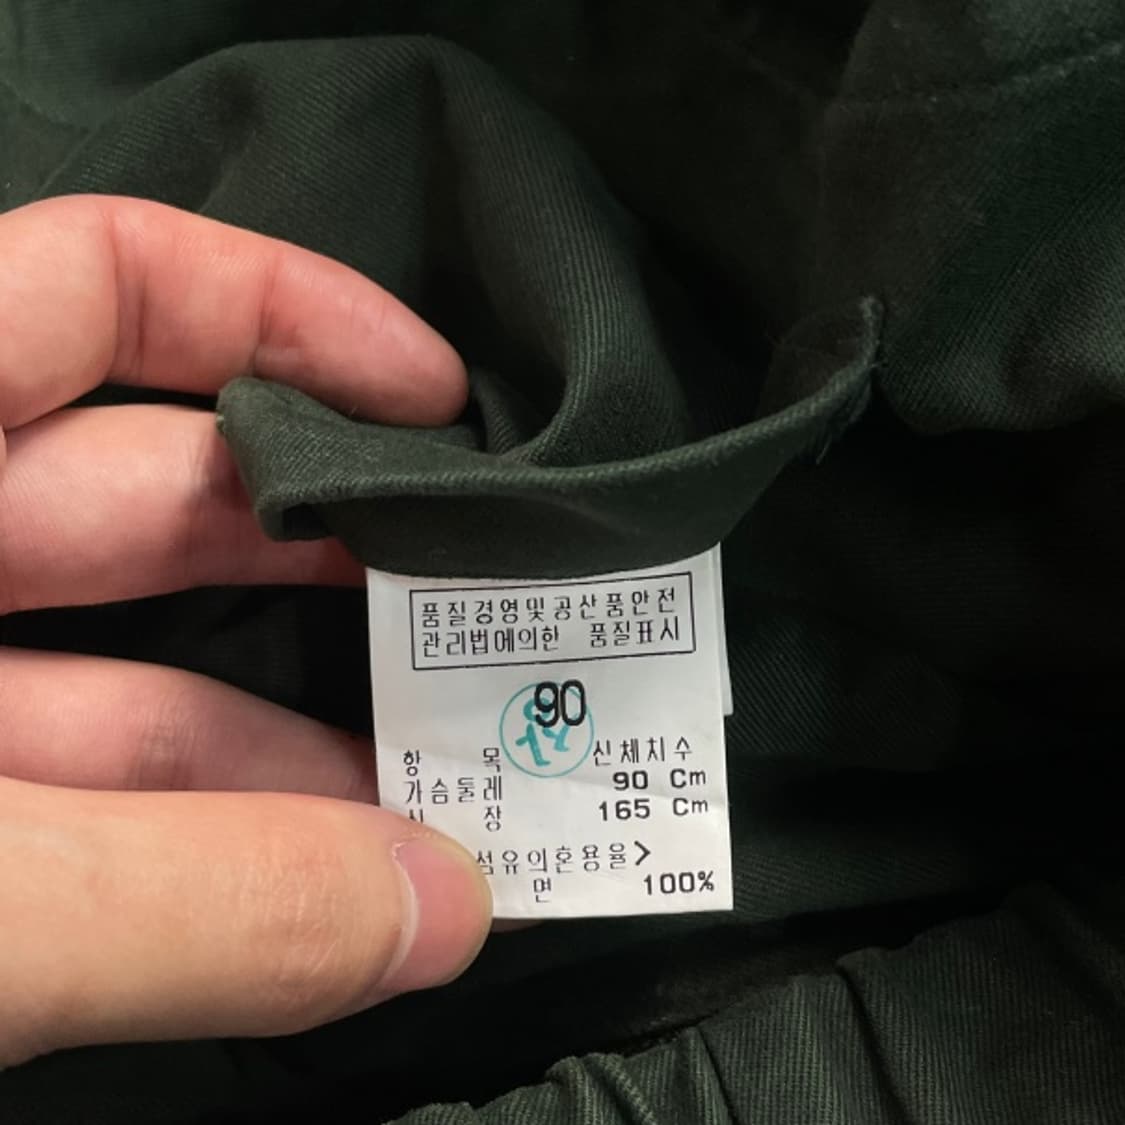 품질경영및공산품안전
관리법에의한 품질표시
90
항 목 신체치수
가슴둘레 90 Cm
신 장 165 Cm
섬유의혼용율>
면 100%